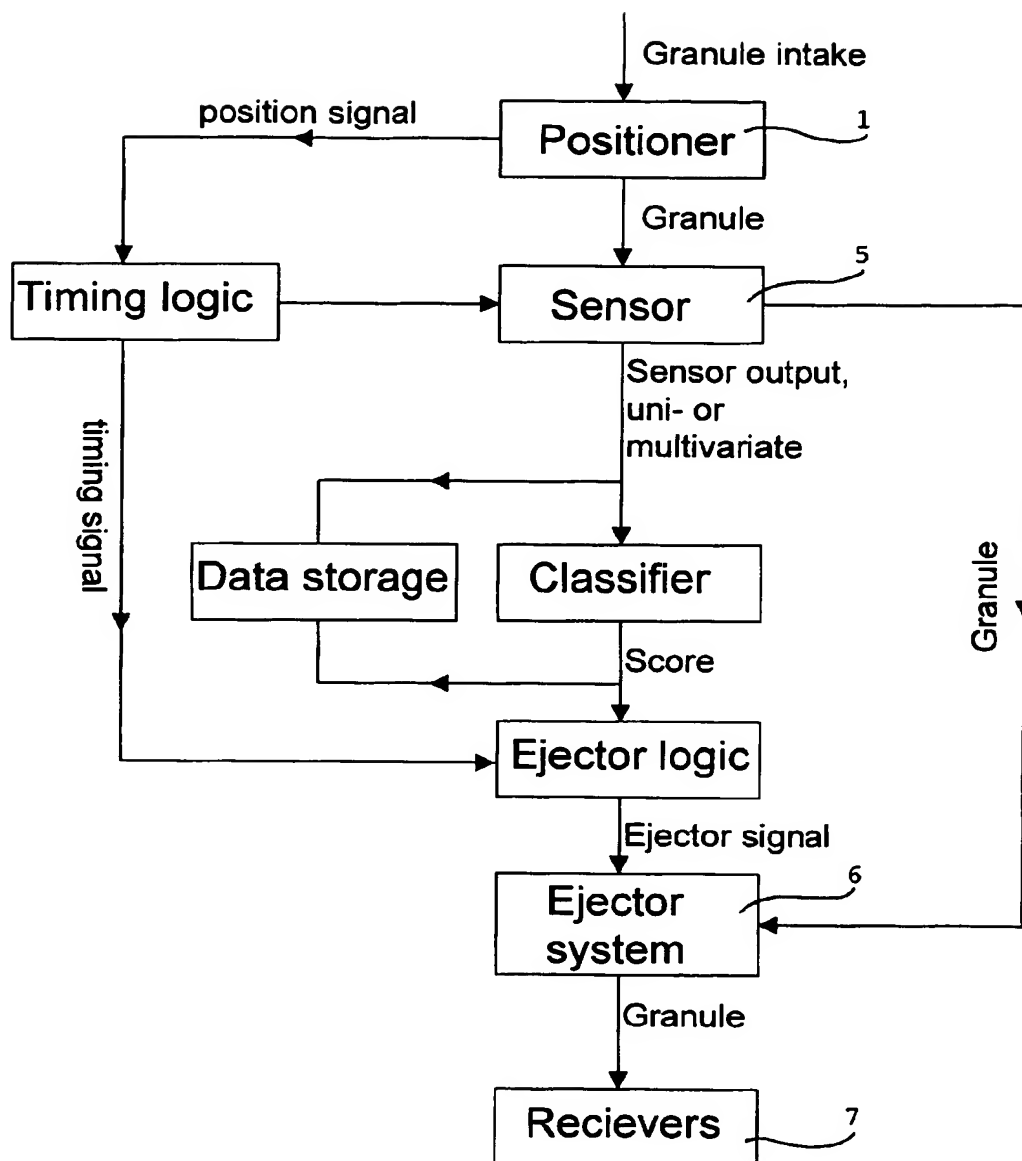 Granule intake
position signal
Positioner
1
Granule
Timing logic
Sensor
5
Sensor output,
uni- or
multivariate
timing signal
Data storage
Classifier
Granule
Score
Ejector logic
Ejector signal
Ejector
system
6
Granule
Recievers
7